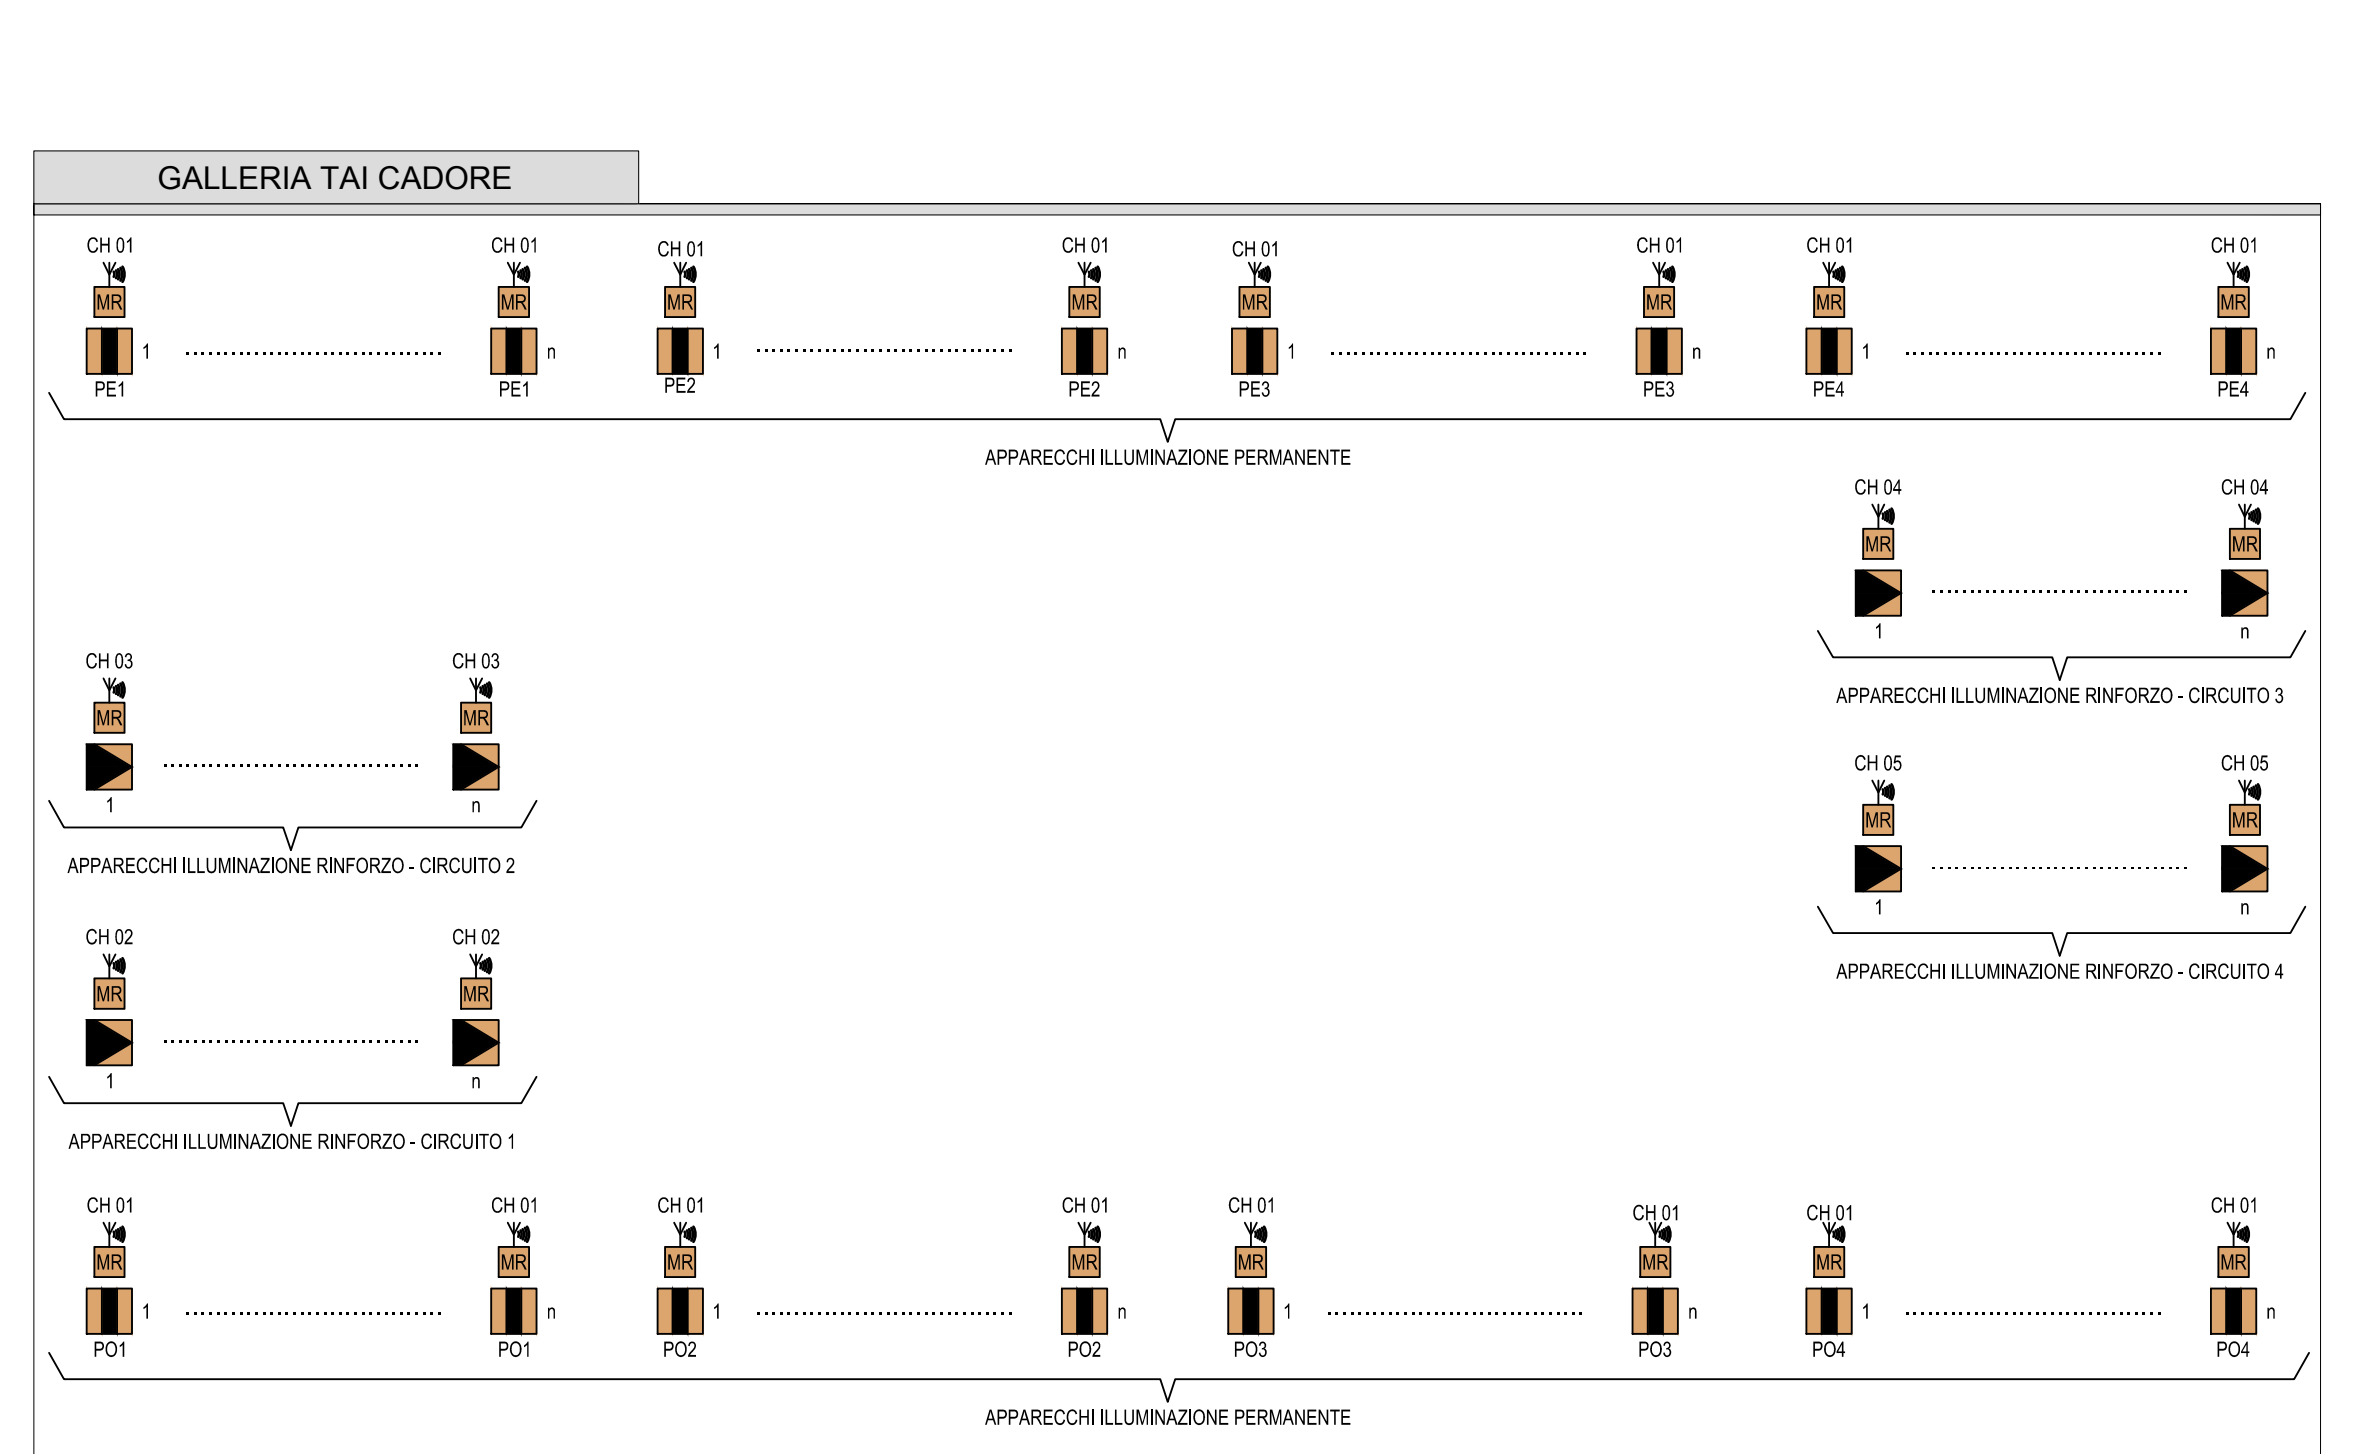 GALLERIA TAI CADORE
CH 01 CH 01 CH 01 CH 01 CH 01 CH 01 CH 01 CH 01
MR MR MR MR MR MR MR MR
1 n 1 n 1 n 1 n
PE1 PE1 PE2 PE2 PE3 PE3 PE4 PE4
APPARECCHI ILLUMINAZIONE PERMANENTE
CH 04 CH 04
MR MR
1 n
APPARECCHI ILLUMINAZIONE RINFORZO - CIRCUITO 3
CH 03 CH 03
MR MR
1 n
APPARECCHI ILLUMINAZIONE RINFORZO - CIRCUITO 2
CH 05 CH 05
MR MR
1 n
APPARECCHI ILLUMINAZIONE RINFORZO - CIRCUITO 4
CH 02 CH 02
MR MR
1 n
APPARECCHI ILLUMINAZIONE RINFORZO - CIRCUITO 1
CH 01 CH 01 CH 01 CH 01 CH 01 CH 01 CH 01 CH 01
MR MR MR MR MR MR MR MR
1 n 1 n 1 n 1 n
PO1 PO1 PO2 PO2 PO3 PO3 PO4 PO4
APPARECCHI ILLUMINAZIONE PERMANENTE